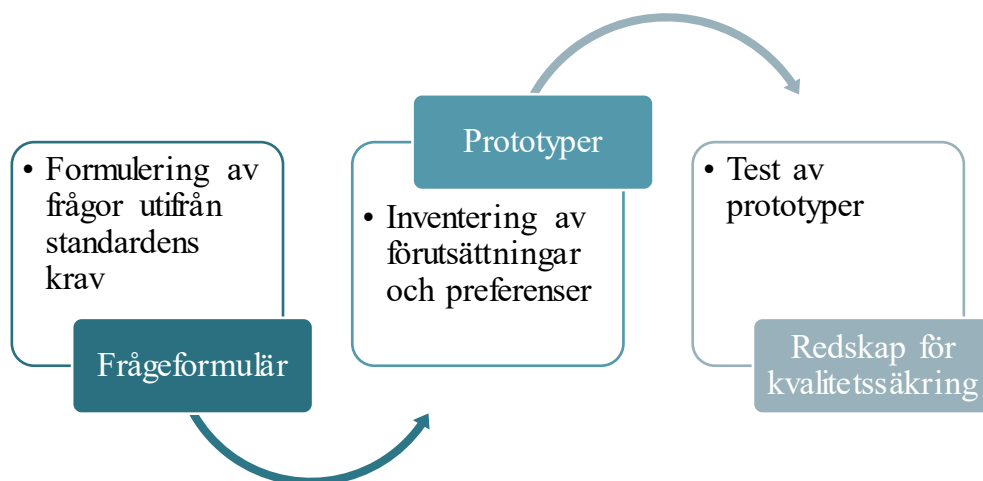 • Formulering av
frågor utifrån
standardens
krav
Frågeformulär
Prototyper
• Inventering av
förutsättningar
och preferenser
• Test av
prototyper
Redskap för
kvalitetssäkring